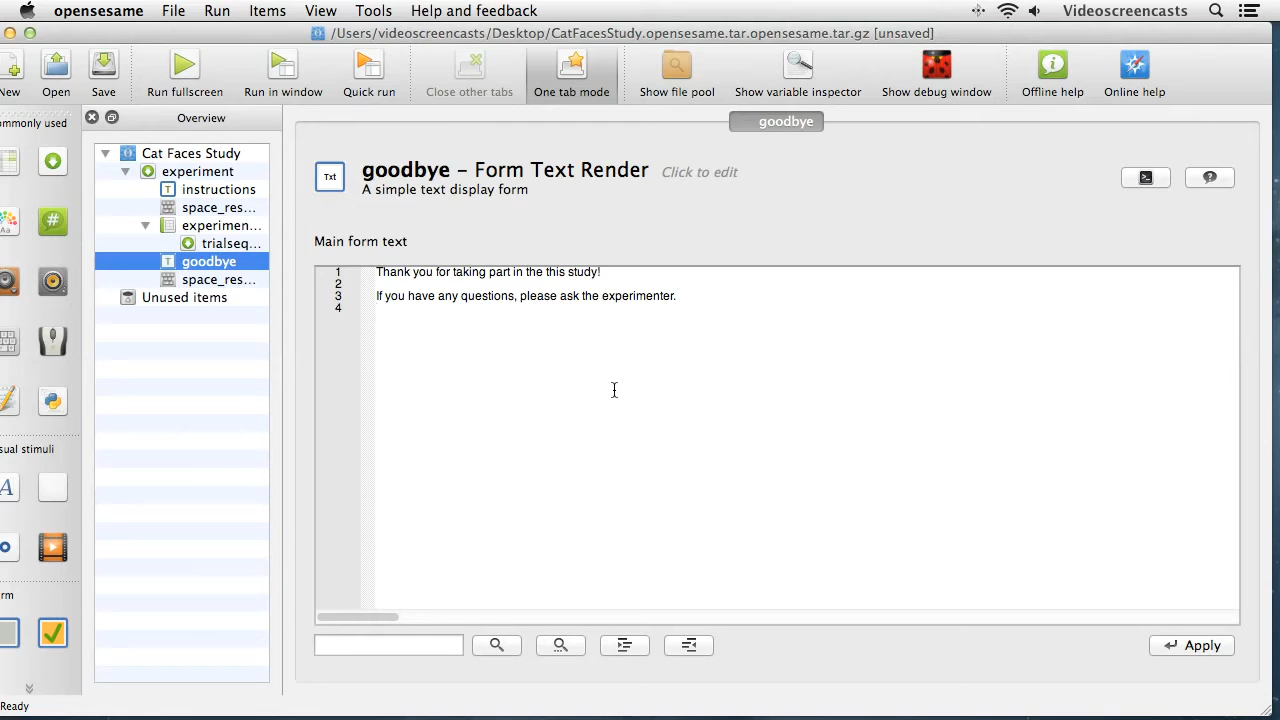 opensesame File Run Items View Tools Help and feedback Videoscreencasts
/Users/videoscreencasts/Desktop/CatFacesStudy.opensesame.tar.opensesame.tar.gz [unsaved]
New Open Save Run fullscreen Run in window Quick run Close other tabs One tab mode Show file pool Show variable inspector Show debug window Offline help Online help
ommonly used
Overview
goodbye
Cat Faces Study
experiment
T instructions
space_res...
experimen...
trialseq...
T goodbye
space_res...
Unused items
Aa
#
A
sual stimuli
rm
Txt
goodbye – Form Text Render Click to edit
A simple text display form
Main form text
1 Thank you for taking part in the this study!
2
3 If you have any questions, please ask the experimenter.
4
Apply
Ready